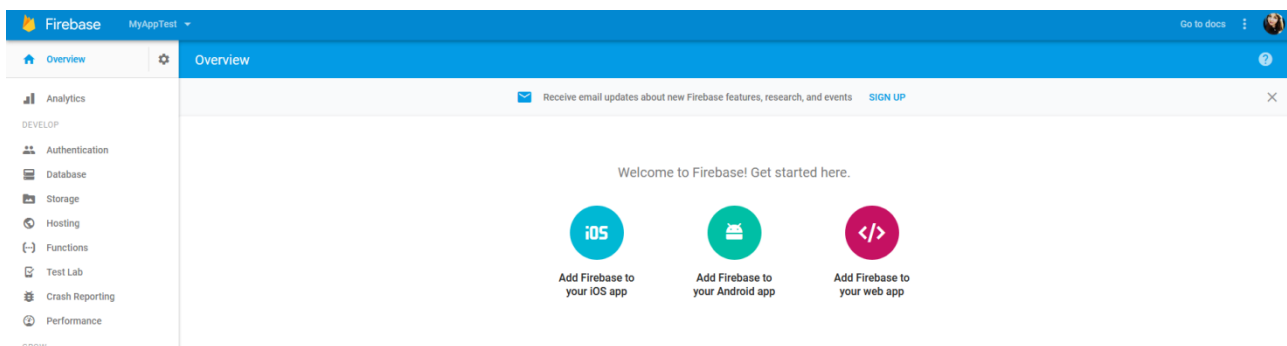 Firebase MyAppTest Go to docs
Overview
Overview
Receive email updates about new Firebase features, research, and events SIGN UP
Analytics
DEVELOP
Authentication
Database
Storage
Hosting
Functions
Test Lab
Crash Reporting
Performance
Welcome to Firebase! Get started here.
iOS
Add Firebase to
your iOS app
Add Firebase to
your Android app
</>
Add Firebase to
your web app